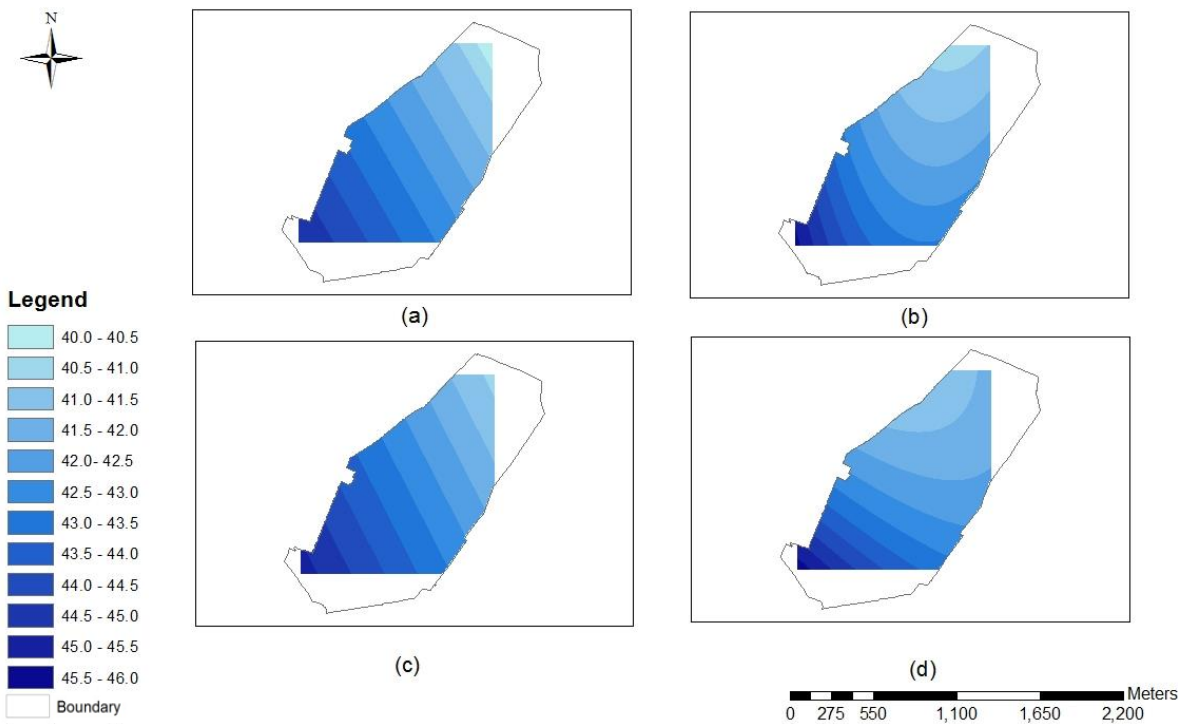 N
(a)
(b)
Legend
40.0 - 40.5
40.5 - 41.0
41.0 - 41.5
41.5 - 42.0
42.0- 42.5
42.5 - 43.0
43.0 - 43.5
43.5 - 44.0
44.0 - 44.5
44.5 - 45.0
45.0 - 45.5
45.5 - 46.0
Boundary
(c)
(d)
Meters
0 275 550 1,100 1,650 2,200